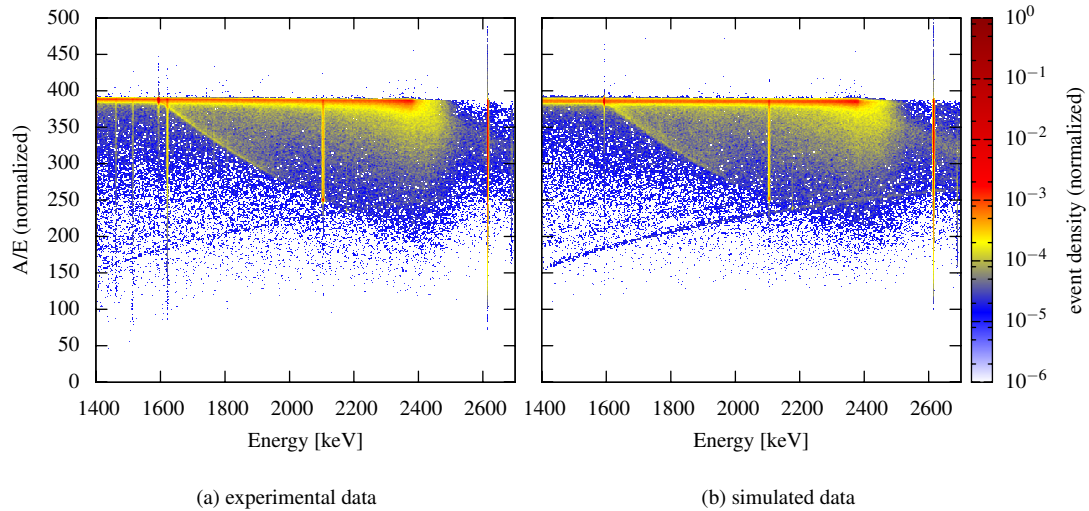 500
450
400
350
300
250
200
150
100
50
0
A/E (normalized)
1400 1600 1800 2000 2200 2400 2600
Energy [keV]
(a) experimental data
1400 1600 1800 2000 2200 2400 2600
Energy [keV]
(b) simulated data
10⁰
10⁻¹
10⁻²
10⁻³
10⁻⁴
10⁻⁵
10⁻⁶
event density (normalized)